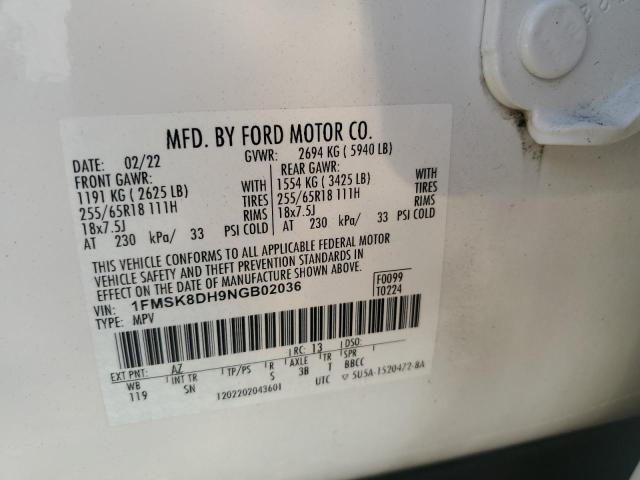 MFD. BY FORD MOTOR CO.
DATE: 02/22 GVWR: 2694 KG ( 5940 LB)
FRONT GAWR: REAR GAWR:
1191 KG ( 2625 LB) WITH 1554 KG ( 3425 LB) WITH
255/65R18 111H TIRES 255/65R18 111H TIRES
18x7.5J RIMS 18x7.5J RIMS
AT 230 kPa/ 33 PSI COLD AT 230 kPa/ 33 PSI COLD
THIS VEHICLE CONFORMS TO ALL APPLICABLE FEDERAL MOTOR
VEHICLE SAFETY AND THEFT PREVENTION STANDARDS IN
EFFECT ON THE DATE OF MANUFACTURE SHOWN ABOVE.
VIN: 1FMSK8DH9NGB02036 F0099
TYPE: MPV T0224
EXT PNT: AZ RC: 13 DSO:
WB INT TR TP/PS R AXLE TR SPR
119 SN S 3B T BBCC
1202202043601 UTC ▽ 5U5A-1520472-8A